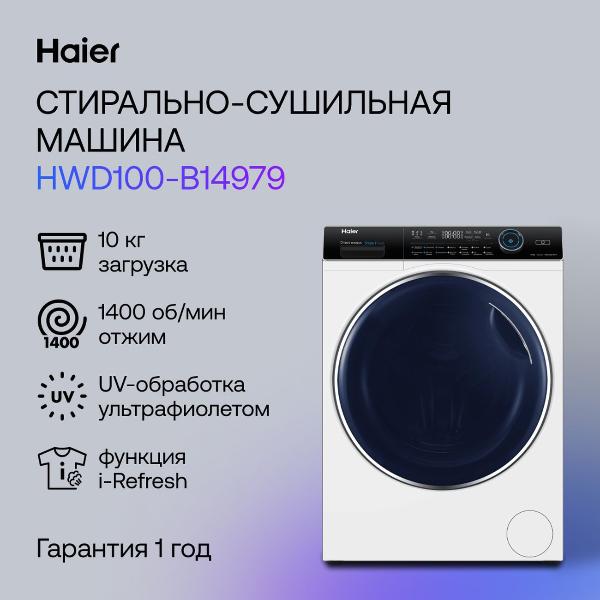 Haier
СТИРАЛЬНО-СУШИЛЬНАЯ
МАШИНА
HWD100-B14979
10 кг
загрузка
1400 об/мин
отжим
1400
UV-обработка
ультрафиолетом
UV
функция
i-Refresh
i
Гарантия 1 год
Haier